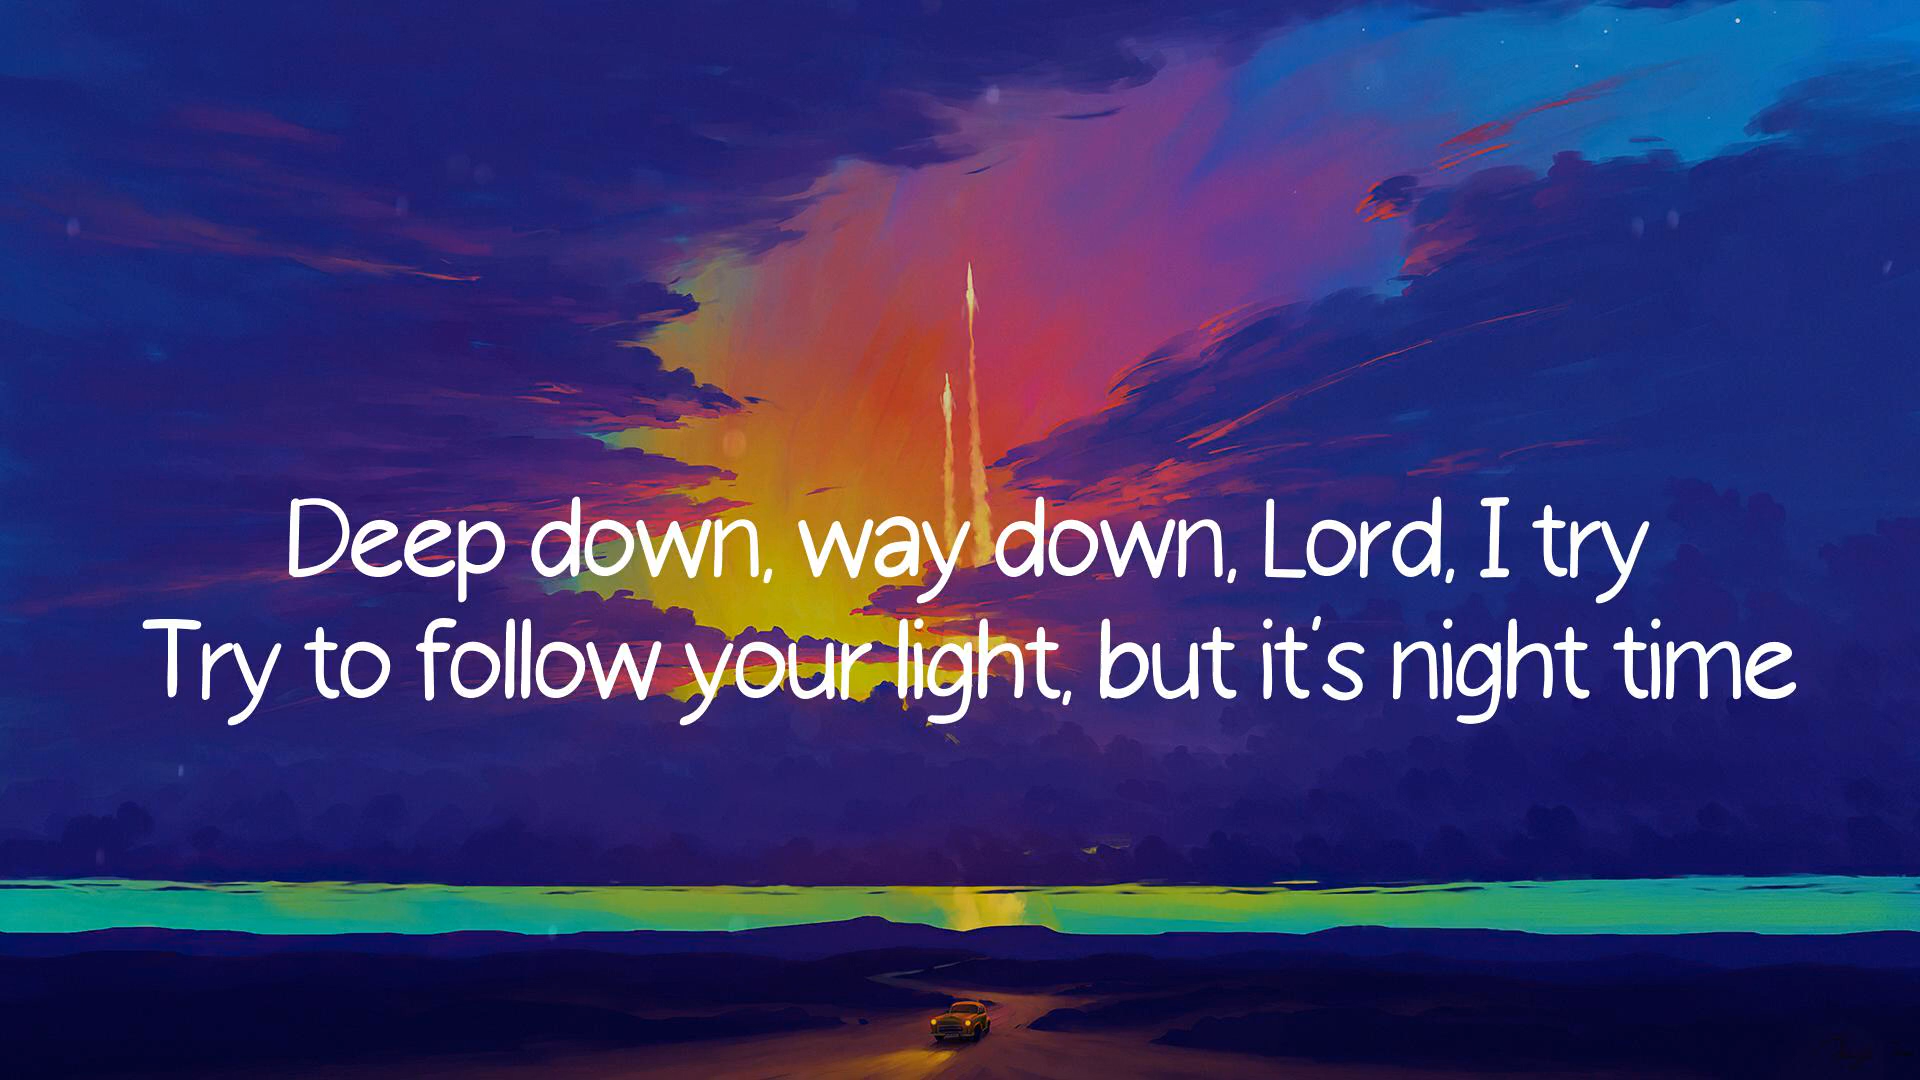 Deep down, way down, Lord, I try
Try to follow your light, but it's night time